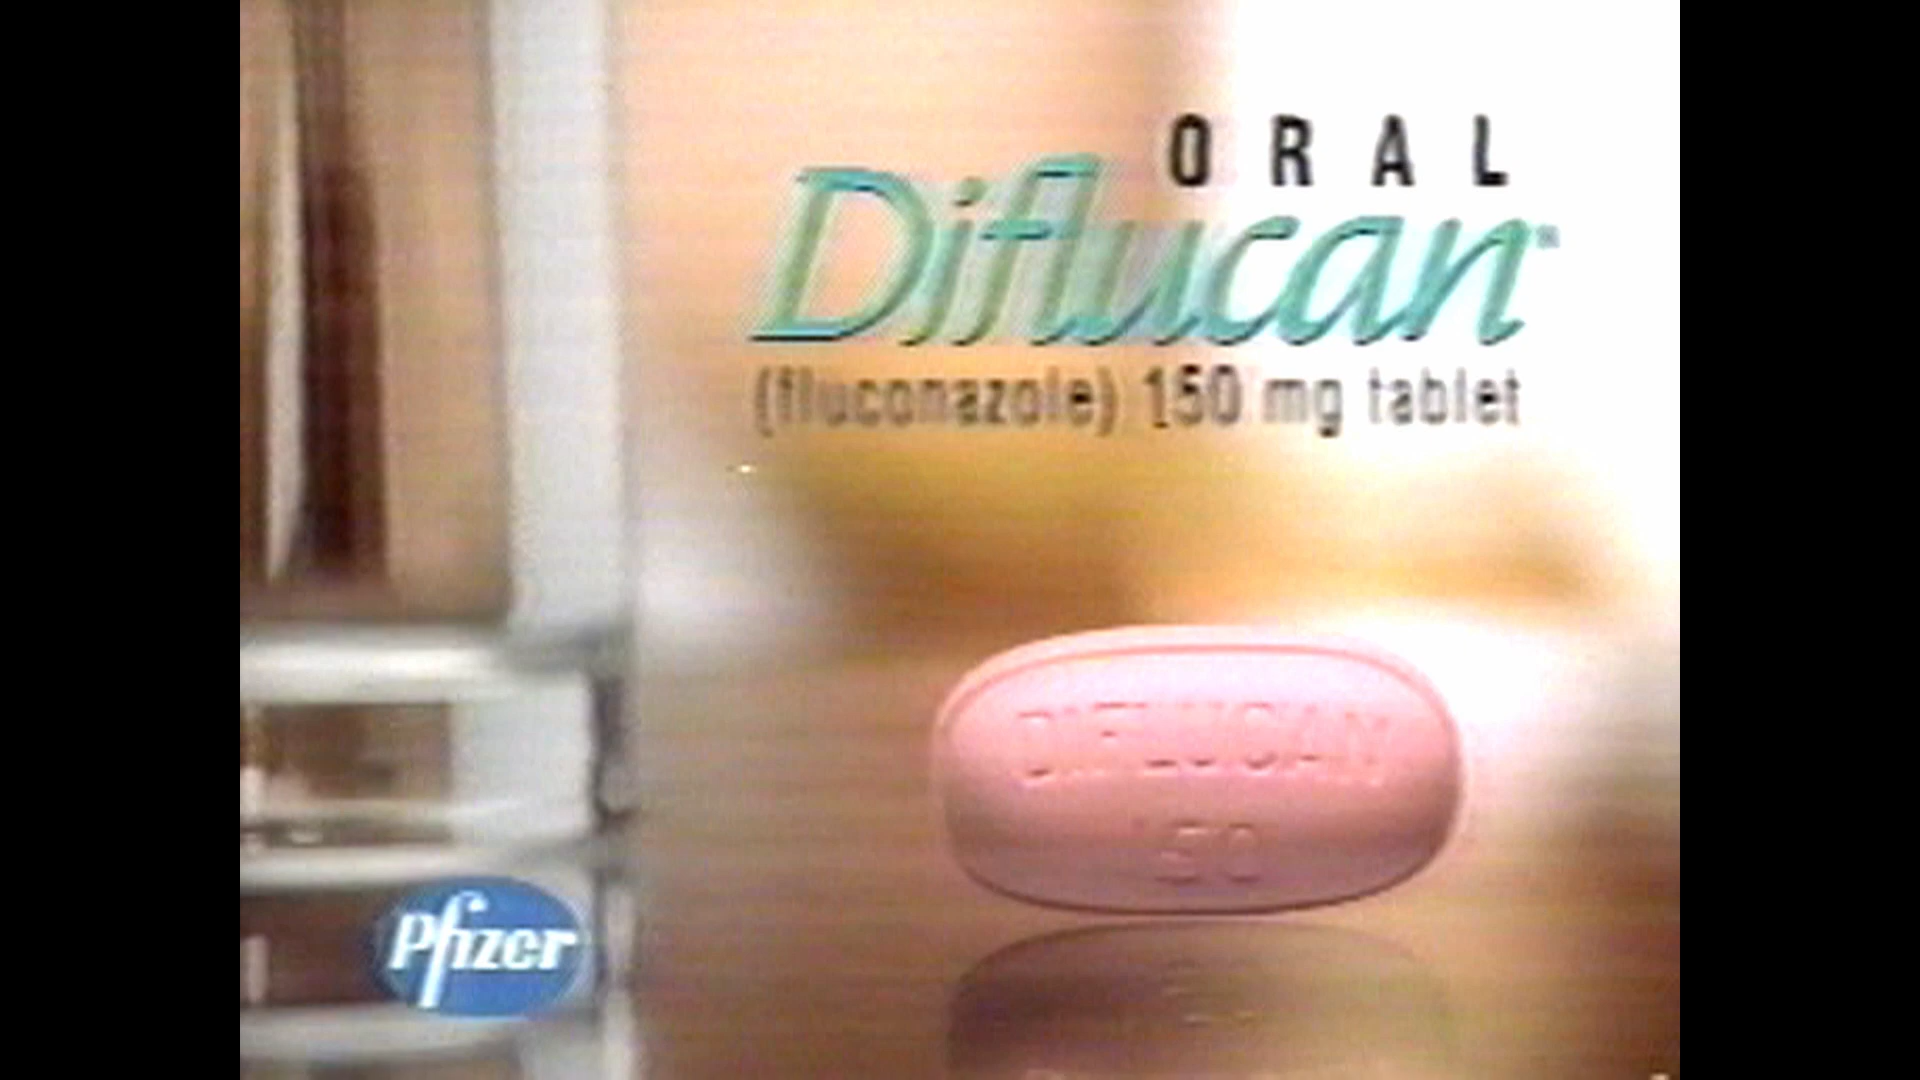 ORAL
Diflucan
(fluconazole) 150 mg tablet
DIFLUCAN
150
Pfizer